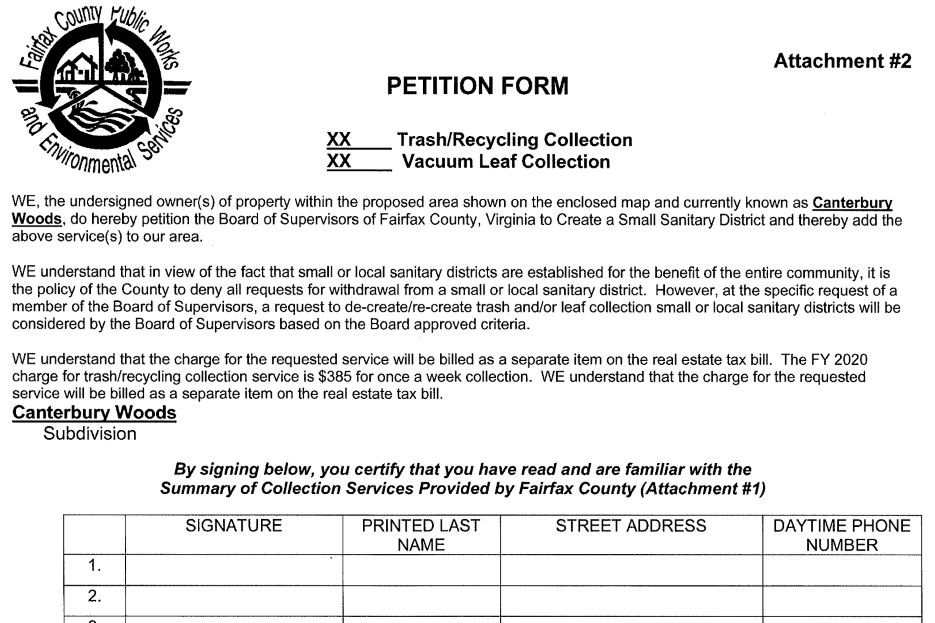 Fairfax County Public Works
and Environmental Services
Attachment #2
PETITION FORM
XX Trash/Recycling Collection
XX Vacuum Leaf Collection
WE, the undersigned owner(s) of property within the proposed area shown on the enclosed map and currently known as Canterbury
Woods, do hereby petition the Board of Supervisors of Fairfax County, Virginia to Create a Small Sanitary District and thereby add the
above service(s) to our area.
WE understand that in view of the fact that small or local sanitary districts are established for the benefit of the entire community, it is
the policy of the County to deny all requests for withdrawal from a small or local sanitary district. However, at the specific request of a
member of the Board of Supervisors, a request to de-create/re-create trash and/or leaf collection small or local sanitary districts will be
considered by the Board of Supervisors based on the Board approved criteria.
WE understand that the charge for the requested service will be billed as a separate item on the real estate tax bill. The FY 2020
charge for trash/recycling collection service is $385 for once a week collection. WE understand that the charge for the requested
service will be billed as a separate item on the real estate tax bill.
Canterbury Woods
Subdivision
By signing below, you certify that you have read and are familiar with the
Summary of Collection Services Provided by Fairfax County (Attachment #1)
SIGNATURE PRINTED LAST STREET ADDRESS DAYTIME PHONE
NAME NUMBER
1.
2.